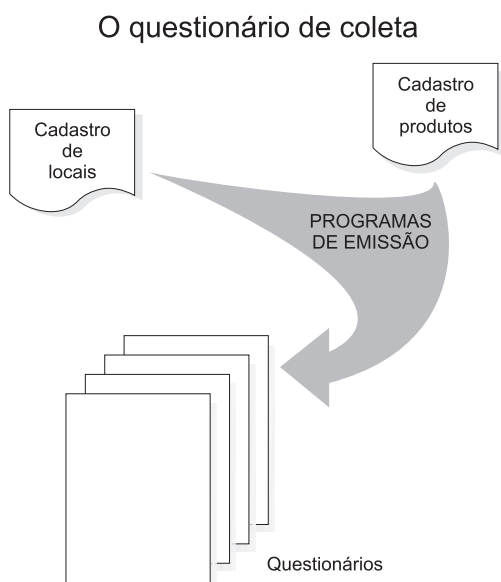 O questionário de coleta
Cadastro
de
locais
Cadastro
de
produtos
PROGRAMAS
DE EMISSÃO
Questionários